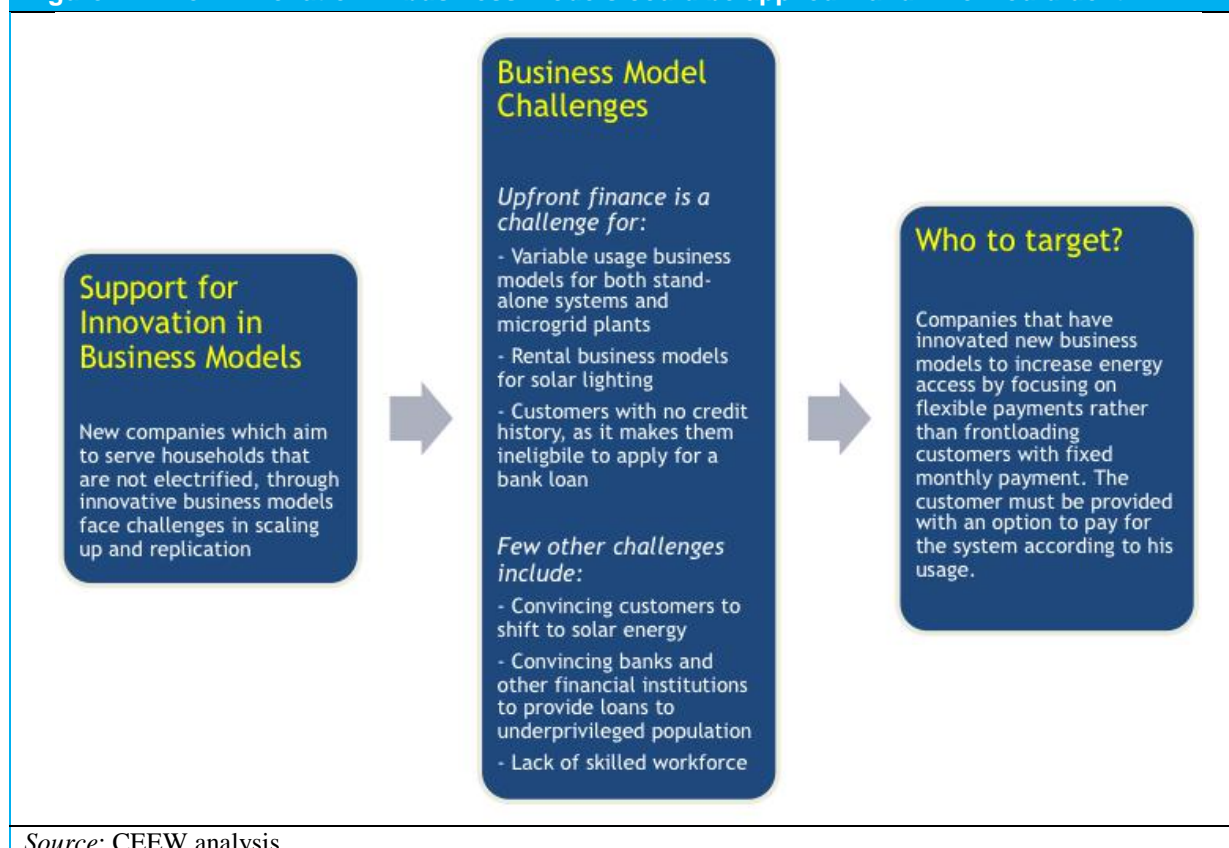 innovation in business models could be
Support for
Innovation in
Business Models
New companies which aim
to serve households that
are not electrified, through
innovative business models
face challenges in scaling
up and replication
Business Model
Challenges
Upfront finance is a
challenge for:
- Variable usage business
models for both stand-
alone systems and
microgrid plants
- Rental business models
for solar lighting
- Customers with no credit
history, as it makes them
ineligbile to apply for a
bank loan
Few other challenges
include:
- Convincing customers to
shift to solar energy
- Convincing banks and
other financial institutions
to provide loans to
underprivileged population
- Lack of skilled workforce
Who to target?
Companies that have
innovated new business
models to increase energy
access by focusing on
flexible payments rather
than frontloading
customers with fixed
monthly payment. The
customer must be provided
with an option to pay for
the system according to his
usage.
Source: CEEW analysis